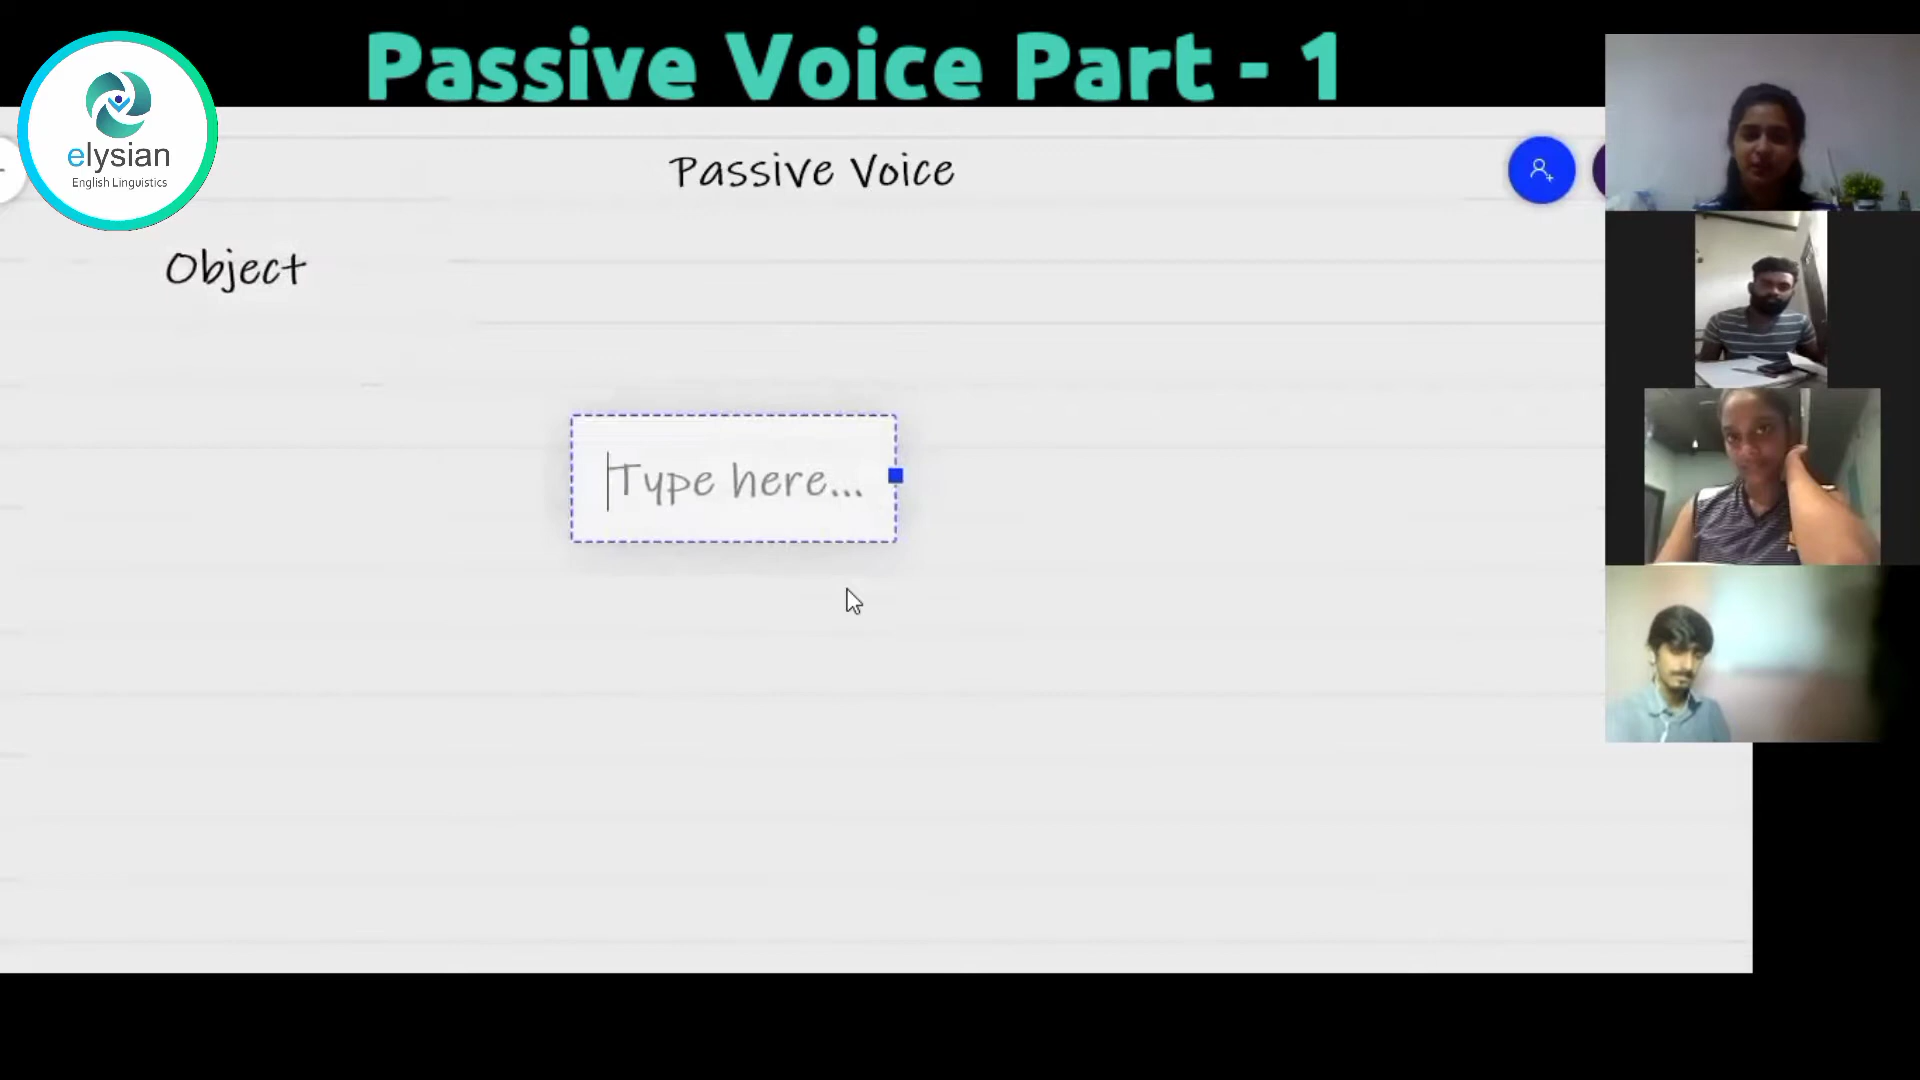 Passive Voice Part - 1
elysian
English Linguistics
Passive Voice
Object
Type here...